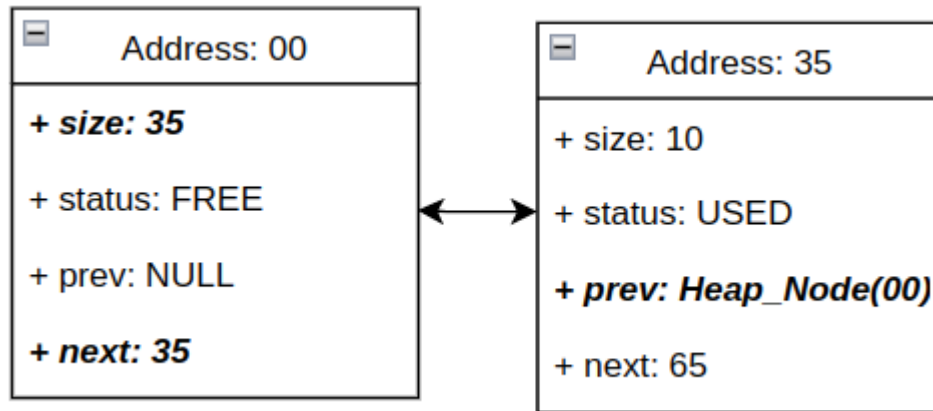 Address: 00
+ size: 35
+ status: FREE
+ prev: NULL
+ next: 35
Address: 35
+ size: 10
+ status: USED
+ prev: Heap_Node(00)
+ next: 65